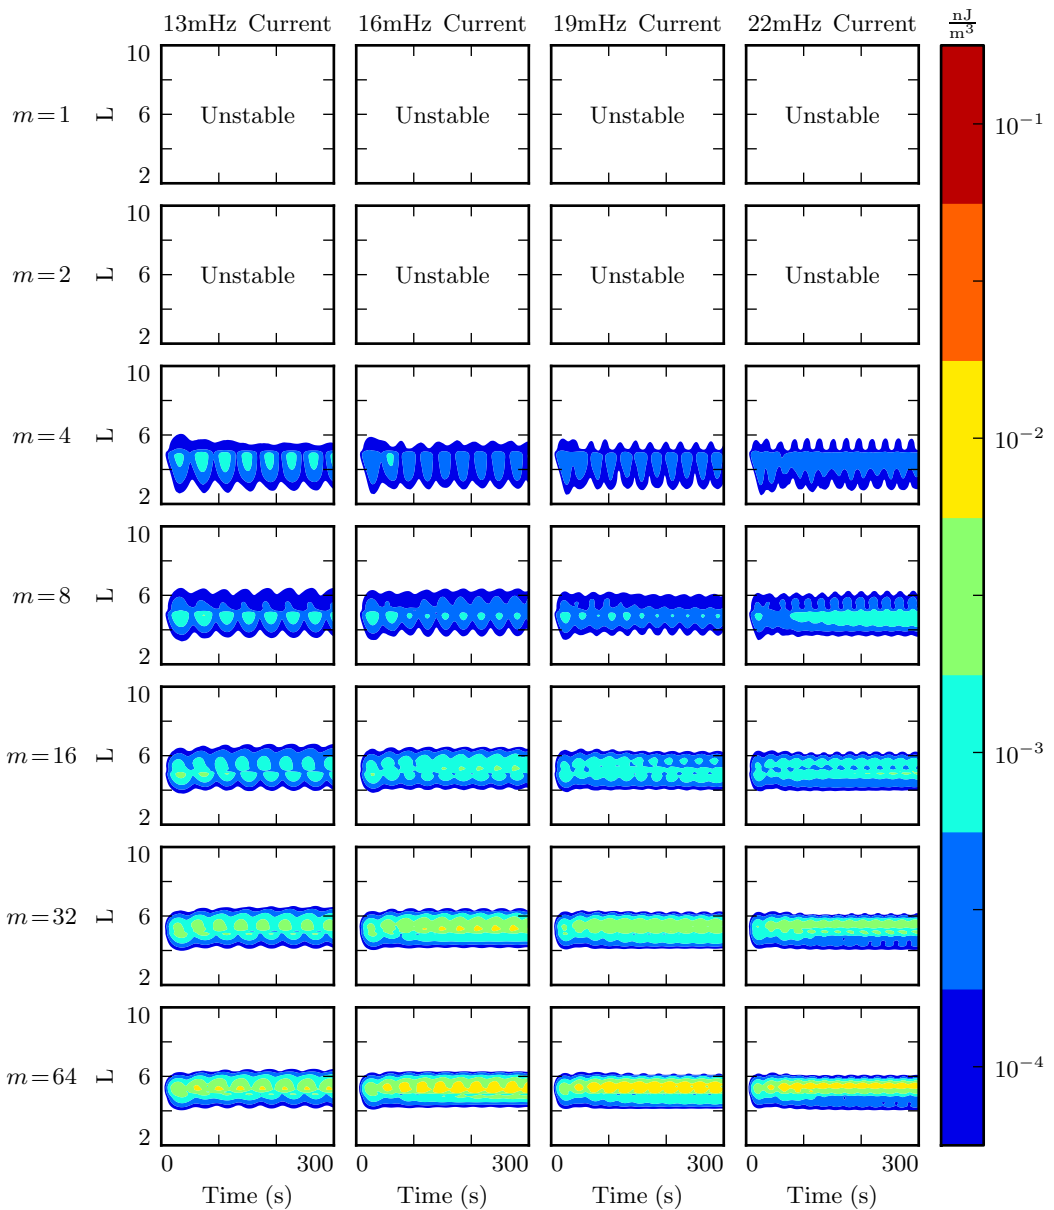 13mHz Current 16mHz Current 19mHz Current 22mHz Current nJ/m³
10
m=1 L 6 Unstable Unstable Unstable Unstable 10⁻¹
2
10
m=2 L 6 Unstable Unstable Unstable Unstable
2
10
m=4 L 6 10⁻²
2
10
m=8 L 6
2
10
m=16 L 6 10⁻³
2
10
m=32 L 6
2
10
m=64 L 6 10⁻⁴
2
0 300 0 300 0 300 0 300
Time (s) Time (s) Time (s) Time (s)